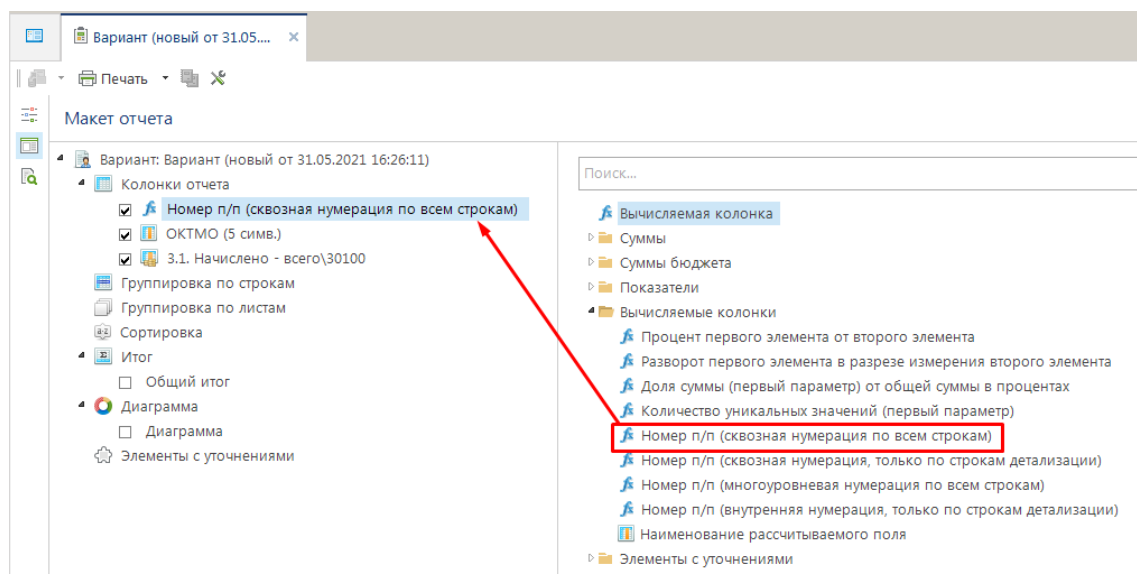 Вариант (новый от 31.05....
Печать
Макет отчета
Вариант: Вариант (новый от 31.05.2021 16:26:11)
Колонки отчета
Номер п/п (сквозная нумерация по всем строкам)
ОКТМО (5 симв.)
3.1. Начислено - всего\30100
Группировка по строкам
Группировка по листам
Сортировка
Итог
Общий итог
Диаграмма
Диаграмма
Элементы с уточнениями
Поиск...
Вычисляемая колонка
Суммы
Суммы бюджета
Показатели
Вычисляемые колонки
Процент первого элемента от второго элемента
Разворот первого элемента в разрезе измерения второго элемента
Доля суммы (первый параметр) от общей суммы в процентах
Количество уникальных значений (первый параметр)
Номер п/п (сквозная нумерация по всем строкам)
Номер п/п (сквозная нумерация, только по строкам детализации)
Номер п/п (многоуровневая нумерация по всем строкам)
Номер п/п (внутренняя нумерация, только по строкам детализации)
Наименование рассчитываемого поля
Элементы с уточнениями